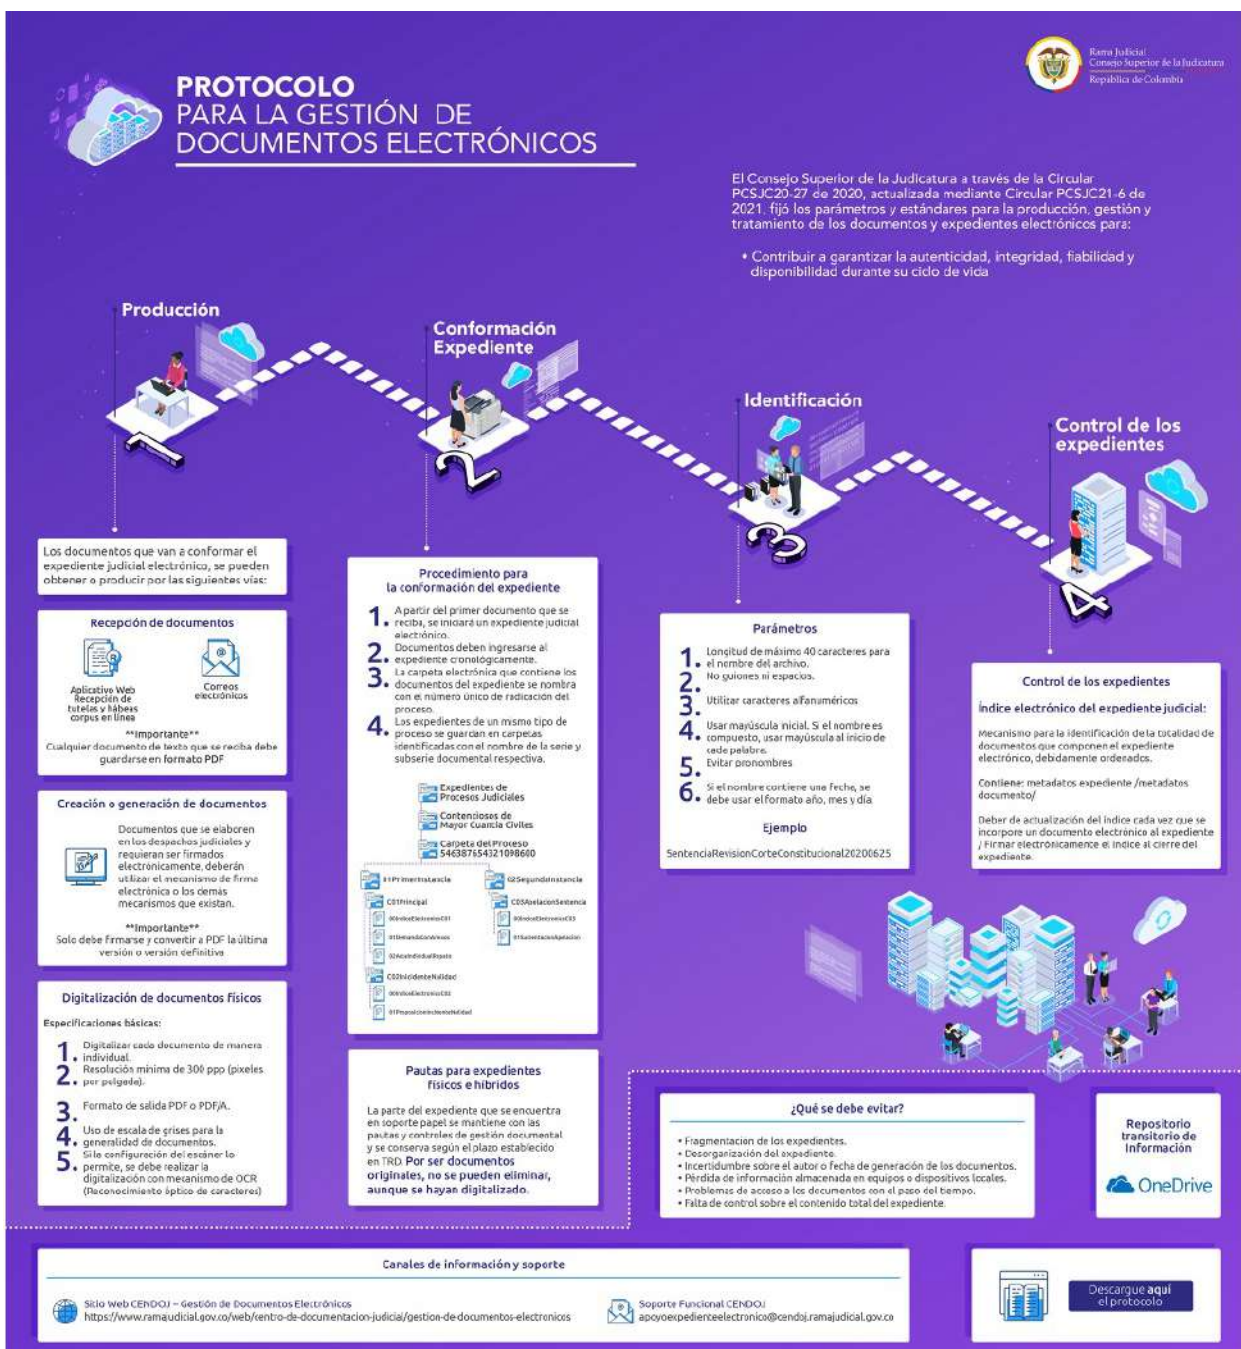 PROTOCOLO
PARA LA GESTIÓN DE
DOCUMENTOS ELECTRÓNICOS
Rama Judicial
Consejo Superior de la Judicatura
República de Colombia
El Consejo Superior de la Judicatura a través de la Circular
PCSJC20-27 de 2020, actualizada mediante Circular PCSJC21-6 de
2021, fijó los parámetros y estándares para la producción, gestión y
tratamiento de los documentos y expedientes electrónicos para:
• Contribuir a garantizar la autenticidad, integridad, fiabilidad y
disponibilidad durante su ciclo de vida
Producción
1
Los documentos que van a conformar el
expediente judicial electrónico, se pueden
obtener o producir por las siguientes vías:
Recepción de documentos
Aplicativo Web
Recepción de
tutelas y hábeas
corpus en línea
Correos
electrónicos
**Importante**
Cualquier documento de texto que se reciba debe
guardarse en formato PDF
Creación o generación de documentos
Documentos que se elaboren
en los despachos judiciales y
requieran ser firmados
electrónicamente, deberán
utilizar el mecanismo de firma
electrónica o los demás
mecanismos que existan.
**Importante**
Solo debe firmarse y convertir a PDF la última
versión o versión definitiva
Digitalización de documentos físicos
Especificaciones básicas:
1. Digitalizar cada documento de manera
individual.
2. Resolución mínima de 300 ppp (pixeles
por pulgada).
3. Formato de salida PDF o PDF/A.
4. Uso de escala de grises para la
generalidad de documentos.
5. Si la configuración del escáner lo
permite, se debe realizar la
digitalización con mecanismo de OCR
(Reconocimiento óptico de caracteres)
Conformación
Expediente
2
Procedimiento para
la conformación del expediente
1. A partir del primer documento que se
reciba, se iniciará un expediente judicial
electrónico.
2. Documentos deben ingresarse al
expediente cronológicamente.
3. La carpeta electrónica que contiene los
documentos del expediente se nombra
con el número único de radicación del
proceso.
4. Los expedientes de un mismo tipo de
proceso se guardan en carpetas
identificadas con el nombre de la serie y
subserie documental respectiva.
Expedientes de
Procesos Judiciales
Contenciosos de
Mayor Cuantía Civiles
Carpeta del Proceso
546387654321098600
01PrimerInstancia
C01Principal
00IndiceElectronicoC01
01DemandaConAnexos
02ActaIndividualReparto
C02InicidenteNulidad
00IndiceElectronicoC02
01ProposicionIncidenteNulidad
02SegundaInstancia
C03ApelacionSentencia
00IndiceElectronicoC03
01SustentacionApelacion
Pautas para expedientes
físicos e híbridos
La parte del expediente que se encuentra
en soporte papel se mantiene con las
pautas y controles de gestión documental
y se conserva según el plazo establecido
en TRD. Por ser documentos
originales, no se pueden eliminar,
aunque se hayan digitalizado.
Identificación
3
Parámetros
1. Longitud de máximo 40 caracteres para
el nombre del archivo.
2. No guiones ni espacios.
3. Utilizar caracteres alfanuméricos
4. Usar mayúscula inicial. Si el nombre es
compuesto, usar mayúscula al inicio de
cada palabra.
5. Evitar pronombres
6. Si el nombre contiene una fecha, se
debe usar el formato año, mes y día
Ejemplo
SentenciaRevisionCorteConstitucional20200625
Control de los
expedientes
4
Control de los expedientes
Índice electrónico del expediente judicial:
Mecanismo para la identificación de la totalidad de
documentos que componen el expediente
electrónico, debidamente ordenados.
Contiene: metadatos expediente /metadatos
documento/
Deber de actualización del índice cada vez que se
incorpore un documento electrónico al expediente
/ Firmar electrónicamente el índice al cierre del
expediente.
¿Qué se debe evitar?
• Fragmentación de los expedientes.
• Desorganización del expediente.
• Incertidumbre sobre el autor o fecha de generación de los documentos.
• Pérdida de información almacenada en equipos o dispositivos locales.
• Problemas de acceso a los documentos con el paso del tiempo.
• Falta de control sobre el contenido total del expediente.
Repositorio
transitorio de
Información
OneDrive
Canales de información y soporte
Sitio Web CENDOJ – Gestión de Documentos Electrónicos
https://www.ramajudicial.gov.co/web/centro-de-documentacion-judicial/gestion-de-documentos-electronicos
Soporte Funcional CENDOJ
apoyoexpedienteelectronico@cendoj.ramajudicial.gov.co
Descargue aquí
el protocolo